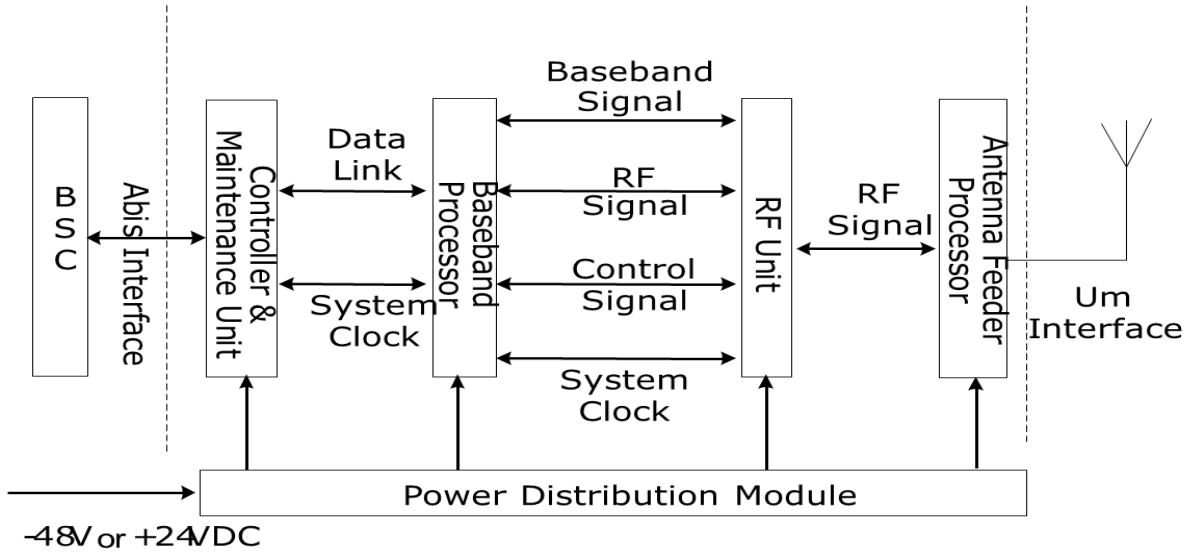 BSC
Abis Interface
Controller &
Maintenance Unit
Data
Link
System
Clock
Baseband
Processor
Baseband
Signal
RF
Signal
Control
Signal
System
Clock
RF Unit
RF
Signal
Antenna Feeder
Processor
Um
Interface
Power Distribution Module
-48V or +24VDC